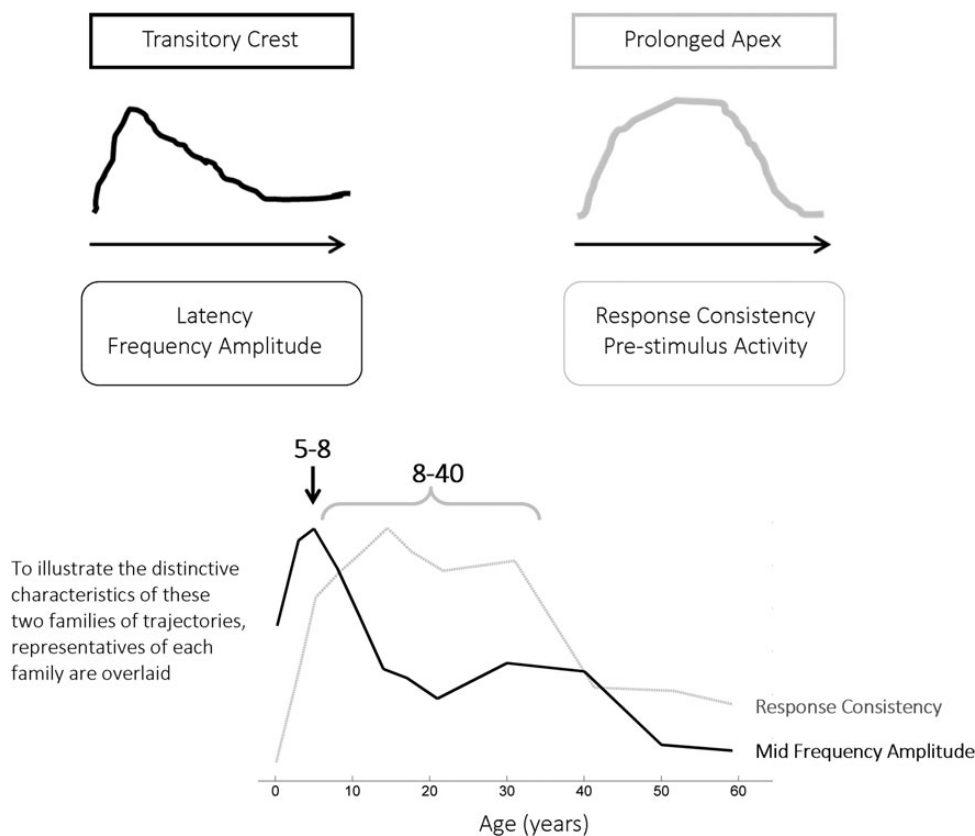 Transitory Crest
Prolonged Apex
Latency
Frequency Amplitude
Response Consistency
Pre-stimulus Activity
5-8
8-40
To illustrate the distinctive
characteristics of these
two families of trajectories,
representatives of each
family are overlaid
Response Consistency
Mid Frequency Amplitude
0 10 20 30 40 50 60
Age (years)